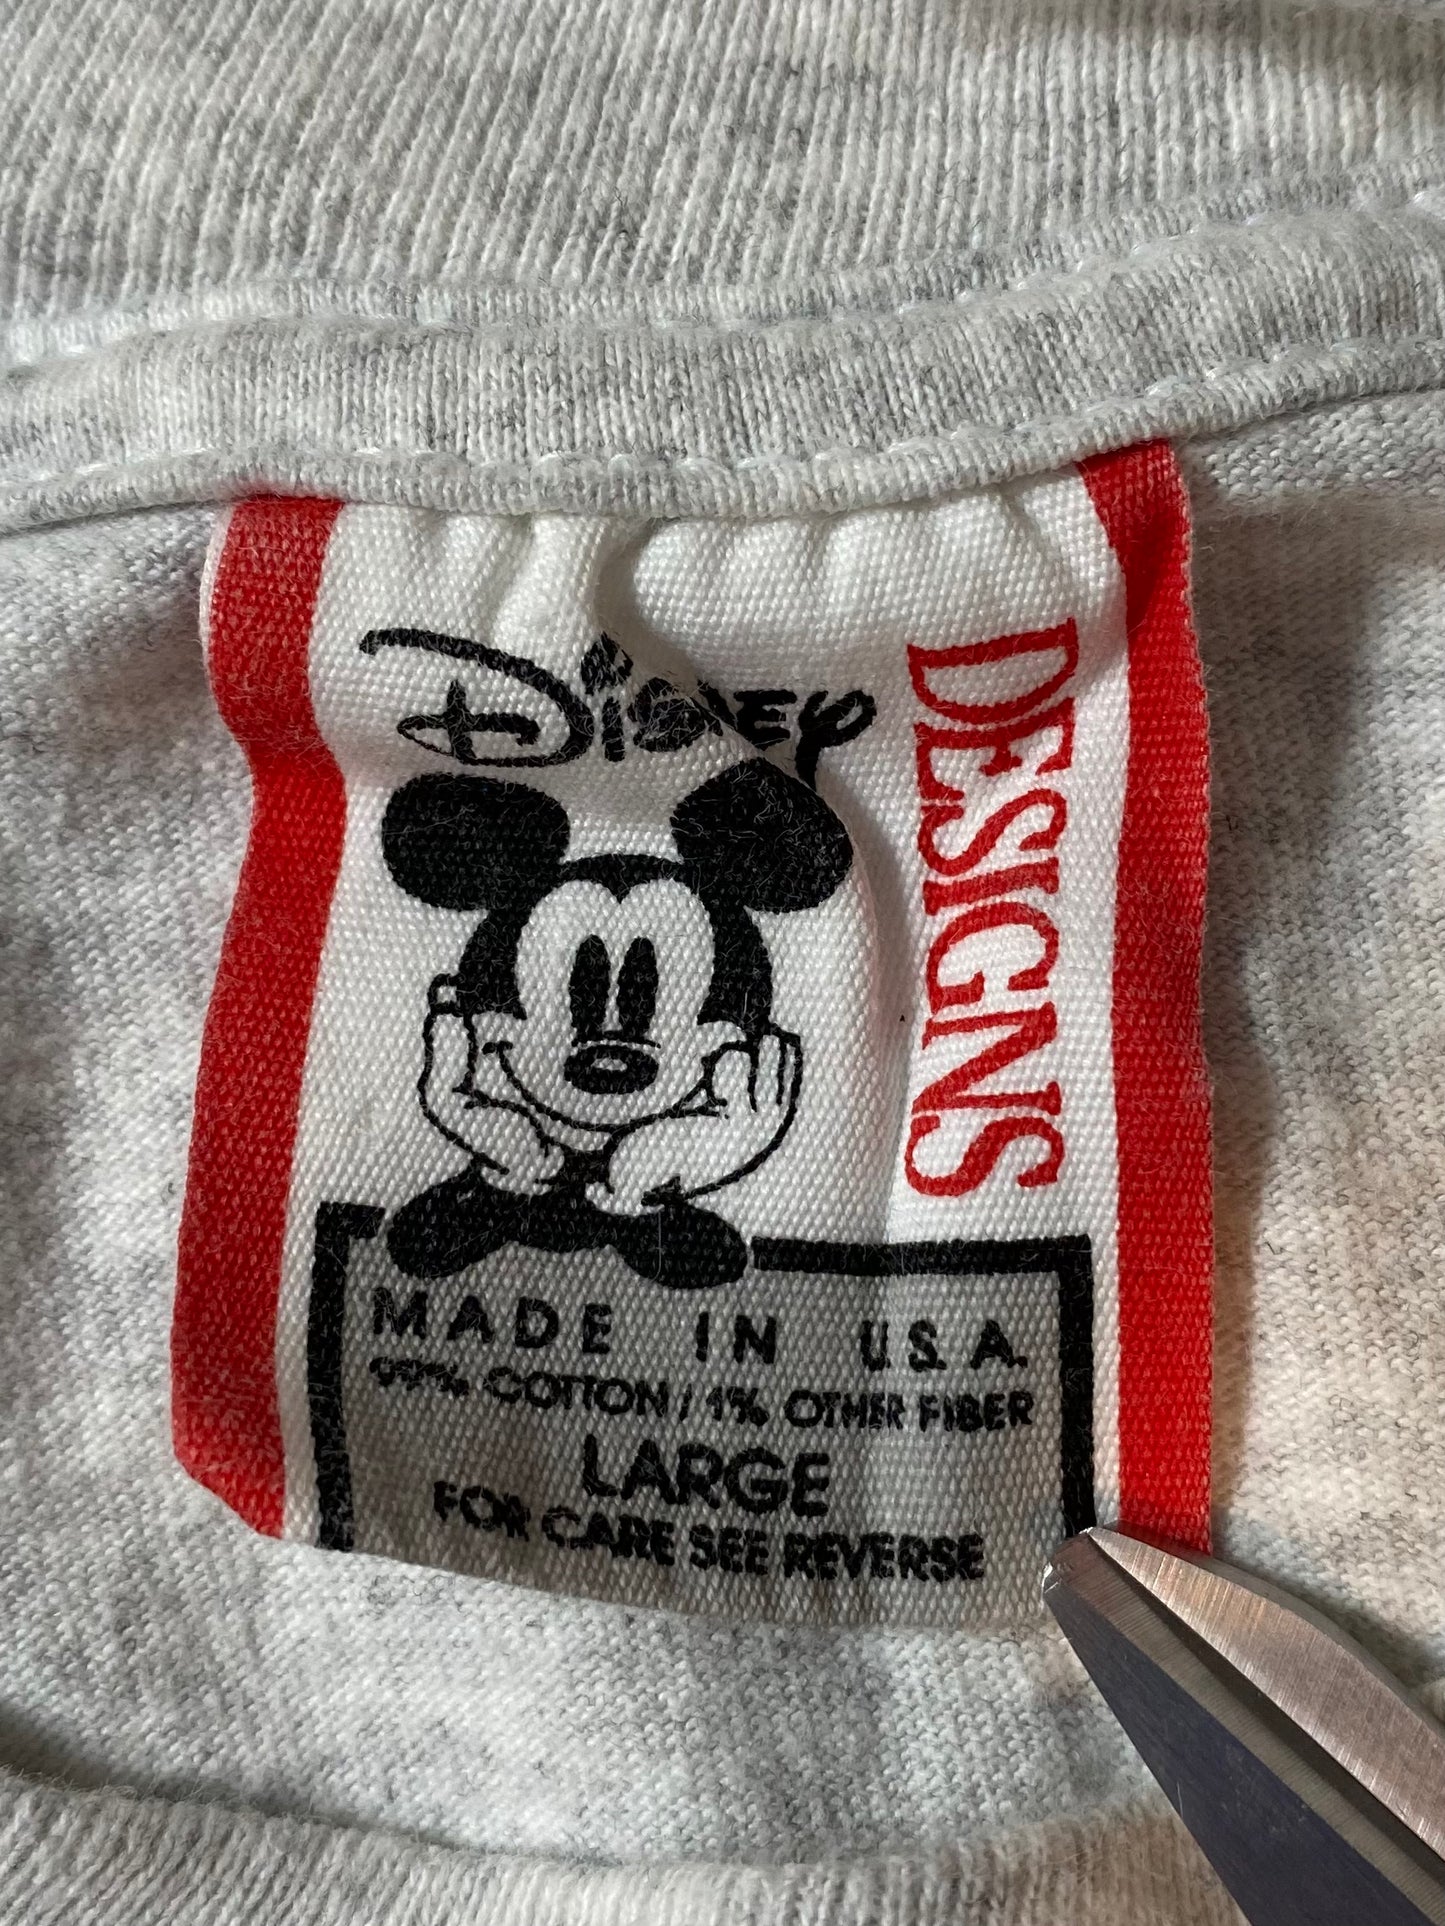 Disney
DESIGNS
MADE IN U.S.A.
99% COTTON / 1% OTHER FIBER
LARGE
FOR CARE SEE REVERSE